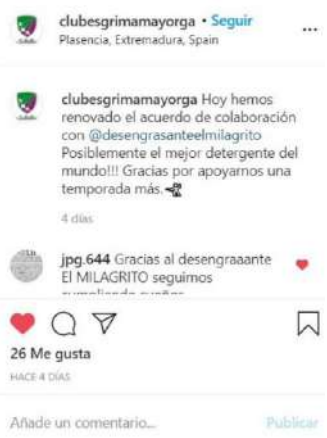 clubesgrimamayorga • Seguir
Plasencia, Extremadura, Spain
clubesgrimamayorga Hoy hemos
renovado el acuerdo de colaboración
con @desengrasanteelmilagrito
Posiblemente el mejor detergente del
mundo!!! Gracias por apoyarnos una
temporada más.
4 días
jpg.644 Gracias al desengraaante
El MILAGRITO seguimos
26 Me gusta
HACE 4 DÍAS
Añade un comentario...
Publicar